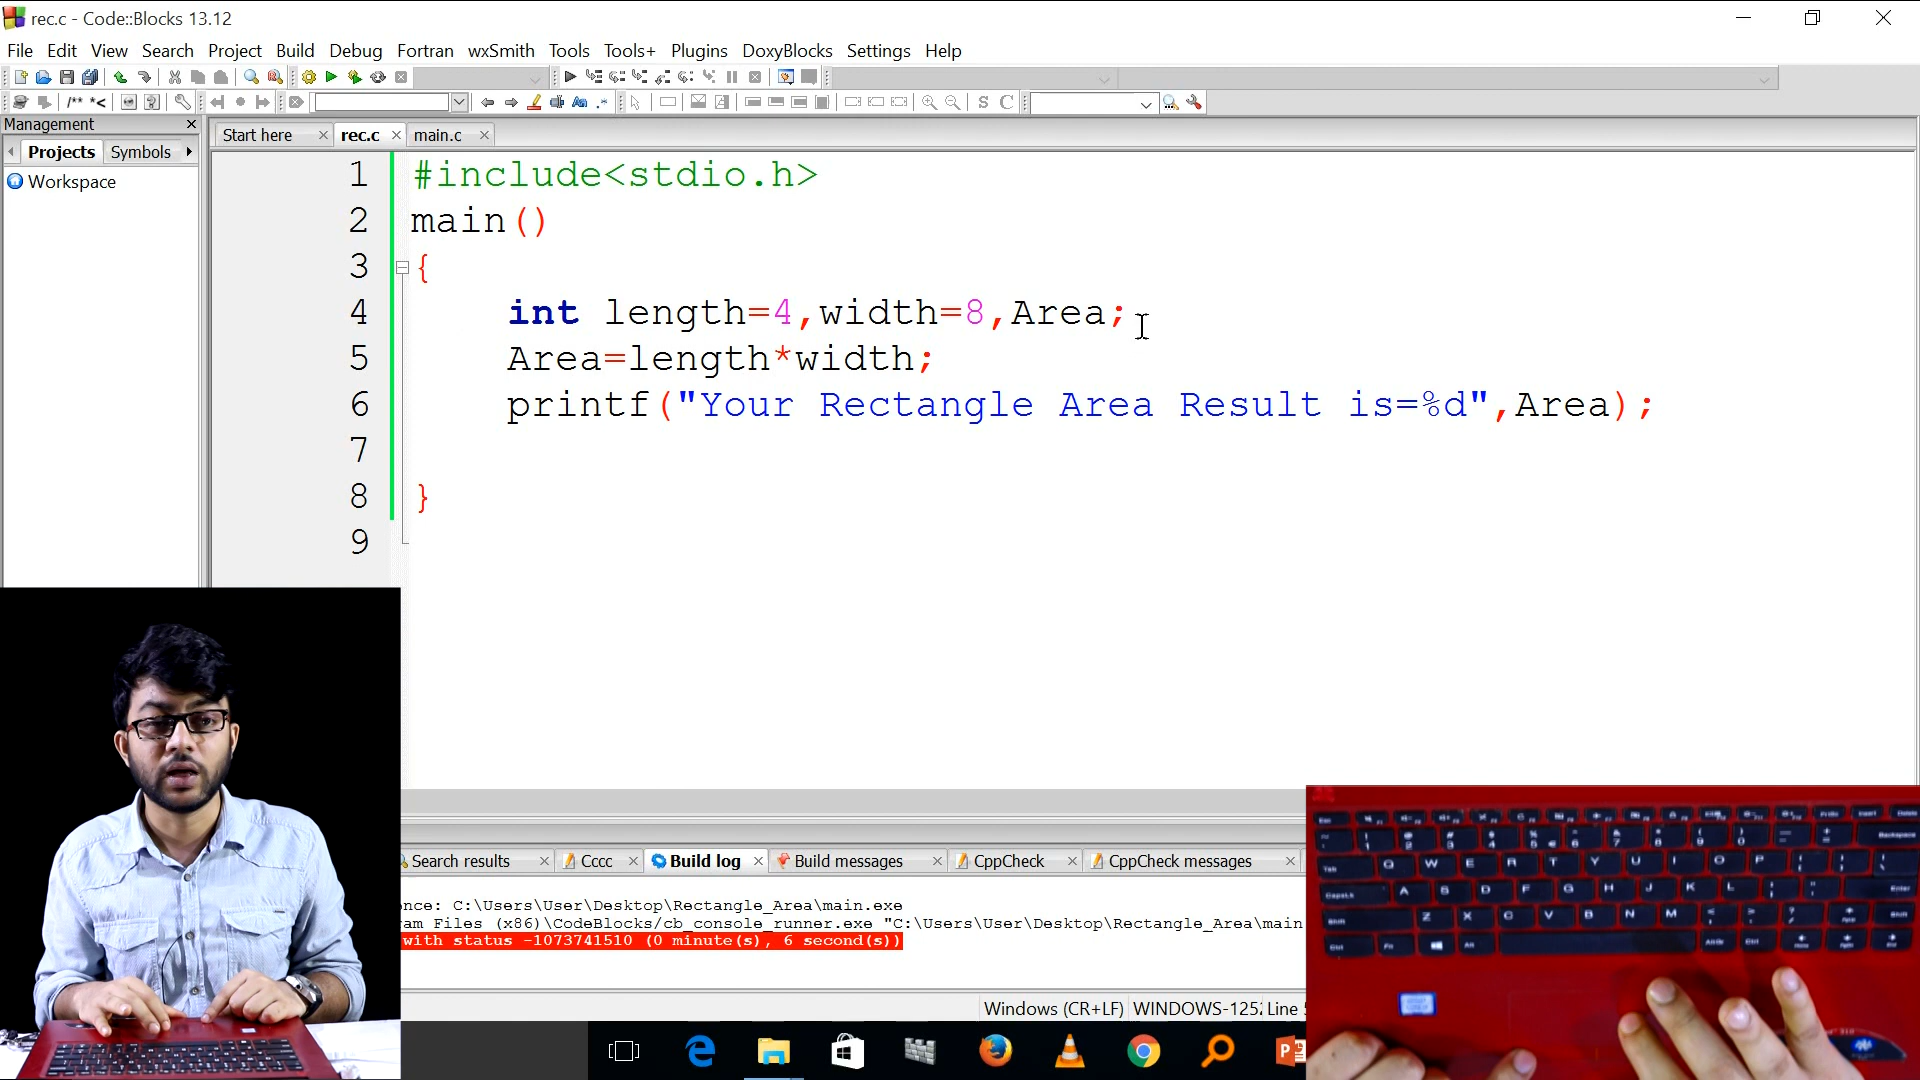 rec.c - Code::Blocks 13.12
File Edit View Search Project Build Debug Fortran wxSmith Tools Tools+ Plugins DoxyBlocks Settings Help
/** *<
S C
Management
Projects Symbols
Workspace
Start here rec.c main.c
1 #include<stdio.h>
2 main()
3 {
4 int length=4,width=8,Area;
5 Area=length*width;
6 printf("Your Rectangle Area Result is=%d",Area);
7
8 }
9
Search results Cccc Build log Build messages CppCheck CppCheck messages
once: C:\Users\User\Desktop\Rectangle_Area\main.exe
ram Files (x86)\CodeBlocks/cb_console_runner.exe "C:\Users\User\Desktop\Rectangle_Area\main
with status -1073741510 (0 minute(s), 6 second(s))
Windows (CR+LF) WINDOWS-1252 Line
Q W E R T Y U I O P
A S D F G H J K L
Z X C V B N M